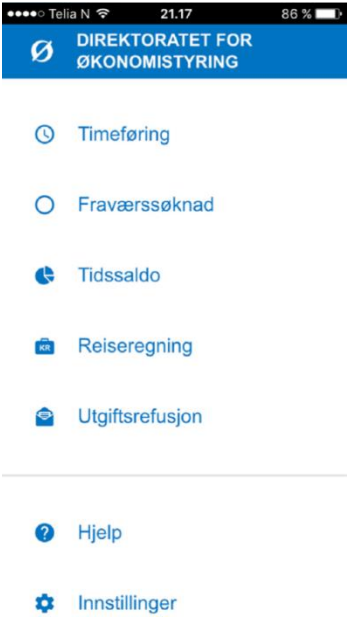 Telia N 21.17 86 %
DIREKTORATET FOR
ØKONOMISTYRING
Timeføring
Fraværssøknad
Tidssaldo
KR Reiseregning
Utgiftsrefusjon
Hjelp
Innstillinger